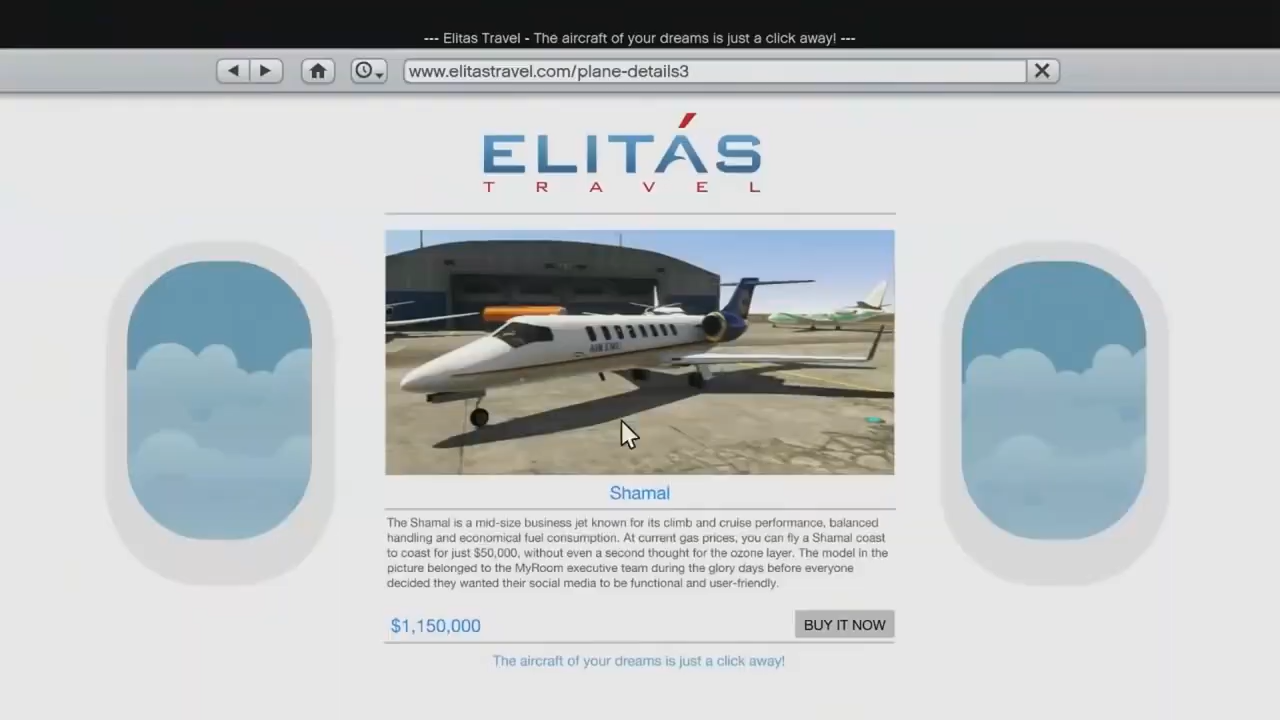 --- Elitas Travel - The aircraft of your dreams is just a click away! ---
www.elitastravel.com/plane-details3
ELITÁS
TRAVEL
Shamal
The Shamal is a mid-size business jet known for its climb and cruise performance, balanced
handling and economical fuel consumption. At current gas prices, you can fly a Shamal coast
to coast for just $50,000, without even a second thought for the ozone layer. The model in the
picture belonged to the MyRoom executive team during the glory days before everyone
decided they wanted their social media to be functional and user-friendly.
$1,150,000
BUY IT NOW
The aircraft of your dreams is just a click away!